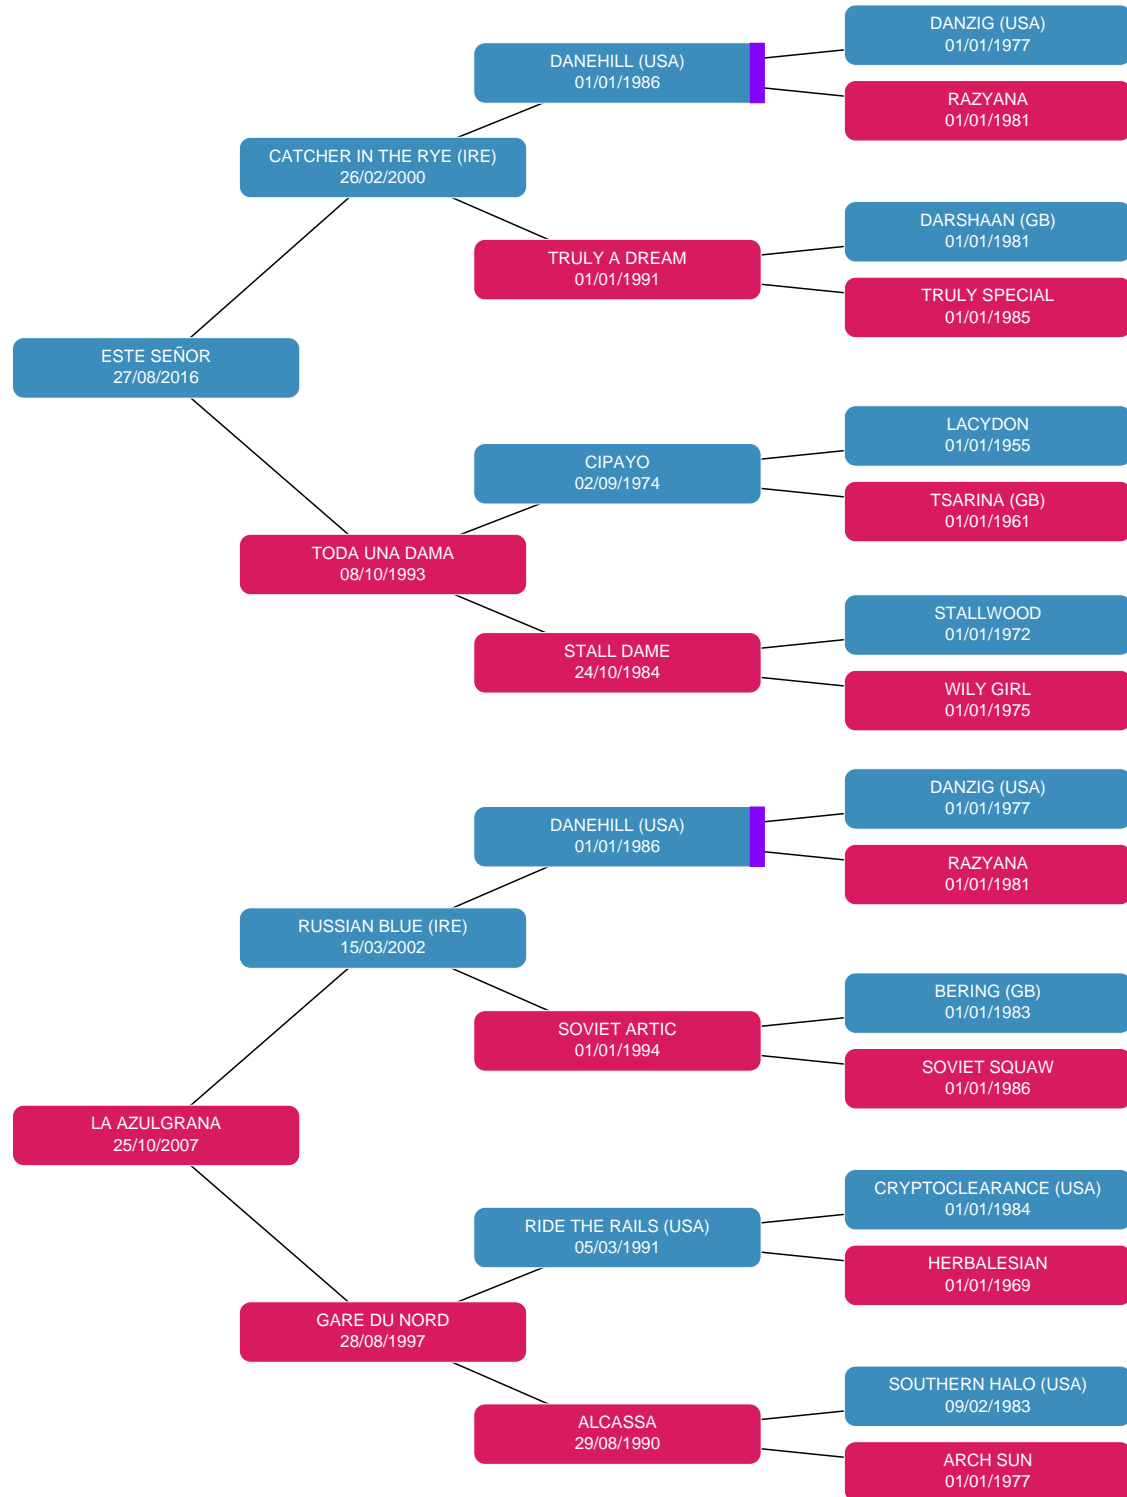 DANZIG (USA)
01/01/1977
DANEHILL (USA)
01/01/1986
RAZYANA
01/01/1981
CATCHER IN THE RYE (IRE)
26/02/2000
DARSHAAN (GB)
01/01/1981
TRULY A DREAM
01/01/1991
TRULY SPECIAL
01/01/1985
ESTE SEÑOR
27/08/2016
LACYDON
01/01/1955
CIPAYO
02/09/1974
TSARINA (GB)
01/01/1961
TODA UNA DAMA
08/10/1993
STALLWOOD
01/01/1972
STALL DAME
24/10/1984
WILY GIRL
01/01/1975
DANZIG (USA)
01/01/1977
DANEHILL (USA)
01/01/1986
RAZYANA
01/01/1981
RUSSIAN BLUE (IRE)
15/03/2002
BERING (GB)
01/01/1983
SOVIET ARTIC
01/01/1994
SOVIET SQUAW
01/01/1986
LA AZULGRANA
25/10/2007
CRYPTOCLEARANCE (USA)
01/01/1984
RIDE THE RAILS (USA)
05/03/1991
HERBALESIAN
01/01/1969
GARE DU NORD
28/08/1997
SOUTHERN HALO (USA)
09/02/1983
ALCASSA
29/08/1990
ARCH SUN
01/01/1977